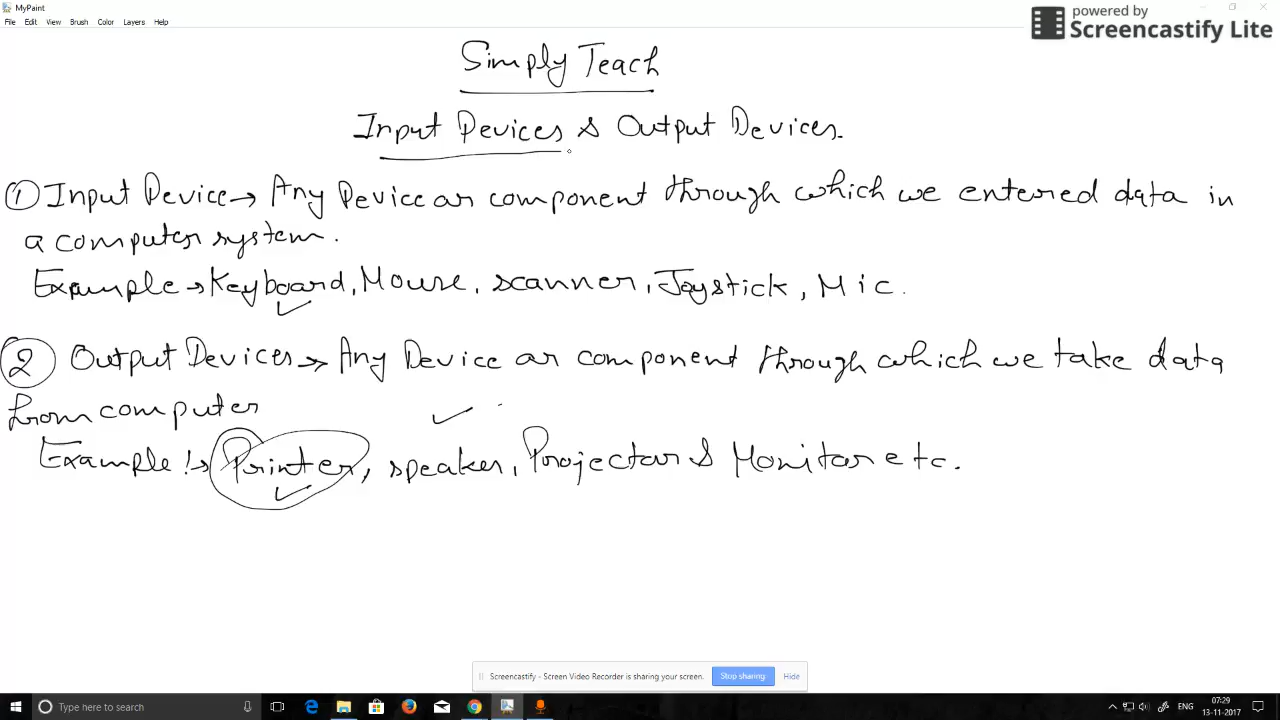 MyPaint
File Edit View Brush Color Layers Help
powered by
Screencastify Lite
Simply Teach
Input Devices & Output Devices.
① Input Device → Any Device or component through which we entered data in
a computer system.
Example → Keyboard, Mouse, scanner, Joystick, Mic.
② Output Devices → Any Device or component through which we take data
from computer
Example :→ Printer, speaker, Projector & Monitor etc.
Screencastify - Screen Video Recorder is sharing your screen. Stop sharing Hide
Type here to search
ENG
07:29
13-11-2017